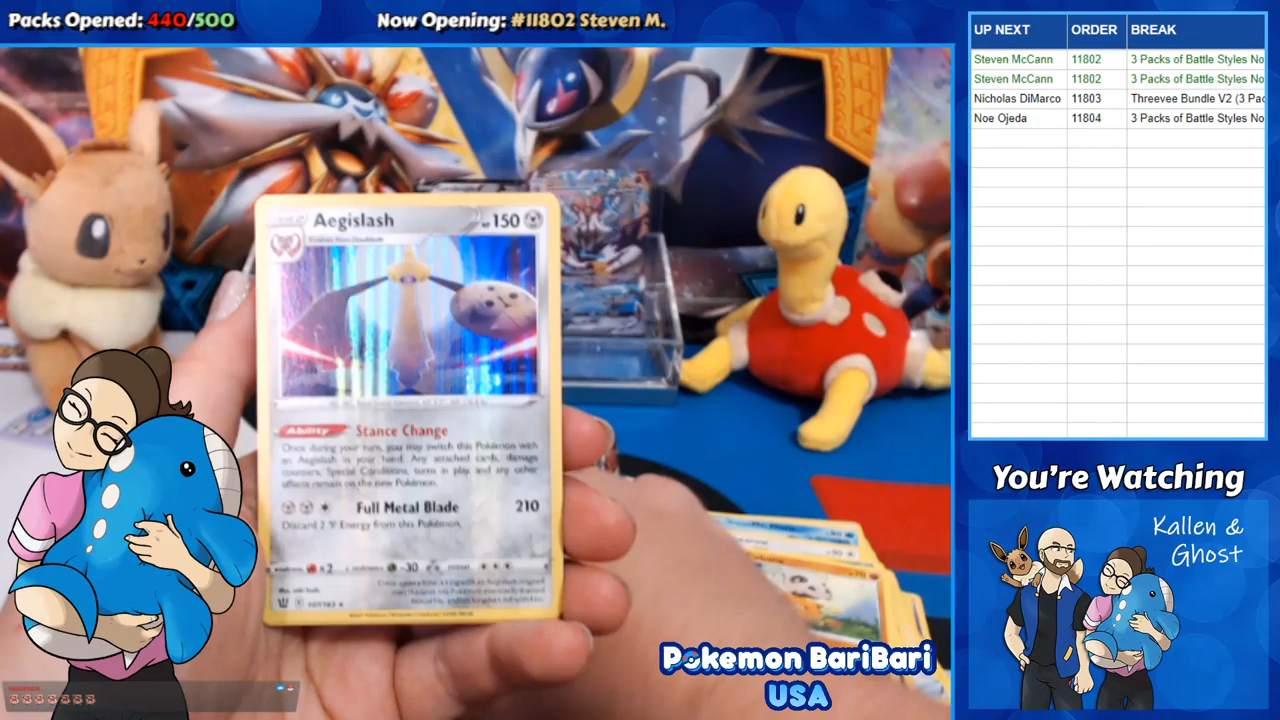 Packs Opened: 440/500
Now Opening: #11802 Steven M.
UP NEXT ORDER BREAK
Steven McCann 11802 3 Packs of Battle Styles No
Steven McCann 11802 3 Packs of Battle Styles No
Nicholas DiMarco 11803 Threevee Bundle V2 (3 Pac
Noe Ojeda 11804 3 Packs of Battle Styles No
Aegislash 150
Ability Stance Change
Once during your turn, you may switch this Pokémon with
an Aegislash in your hand. Any attached cards, damage
counters, Special Conditions, turns in play, and any other
effects remain on the new Pokémon.
Full Metal Blade 210
Discard 2 Energy from this Pokémon.
weakness ×2 resistance -30
107/163
You're Watching
Kallen &
Ghost
Pokemon BariBari
USA